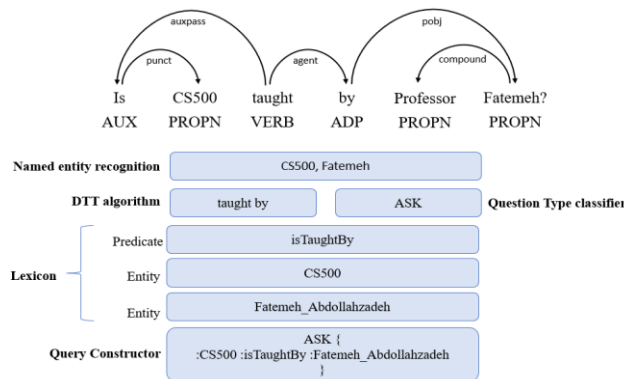 auxpass
pobj
punct
agent
compound
Is CS500 taught by Professor Fatemeh?
AUX PROPN VERB ADP PROPN PROPN
Named entity recognition CS500, Fatemeh
DTT algorithm taught by ASK Question Type classifier
Predicate isTaughtBy
Lexicon Entity CS500
Entity Fatemeh_Abdollahzadeh
Query Constructor ASK {
:CS500 :isTaughtBy :Fatemeh_Abdollahzadeh
}